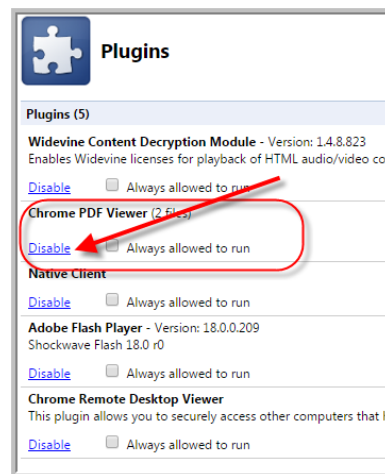 Plugins
Plugins (5)
Widevine Content Decryption Module - Version: 1.4.8.823
Enables Widevine licenses for playback of HTML audio/video co
Disable Always allowed to run
Chrome PDF Viewer (2 files)
Disable Always allowed to run
Native Client
Disable Always allowed to run
Adobe Flash Player - Version: 18.0.0.209
Shockwave Flash 18.0 r0
Disable Always allowed to run
Chrome Remote Desktop Viewer
This plugin allows you to securely access other computers that
Disable Always allowed to run